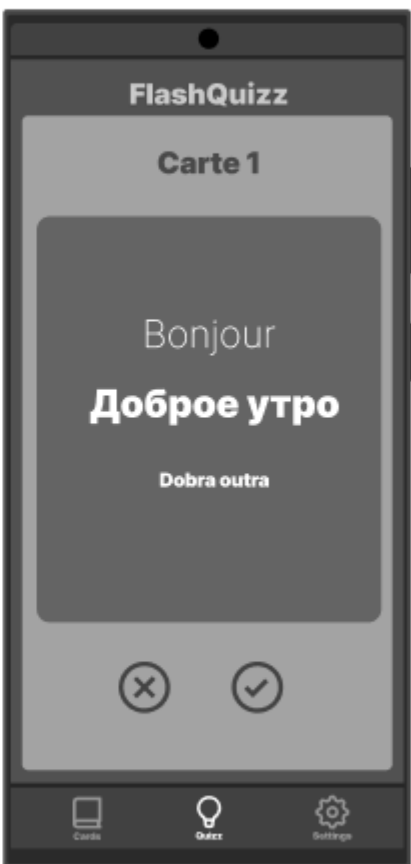 FlashQuizz
Carte 1
Bonjour
Доброе утро
Dobra outra
Cards
Quizz
Settings